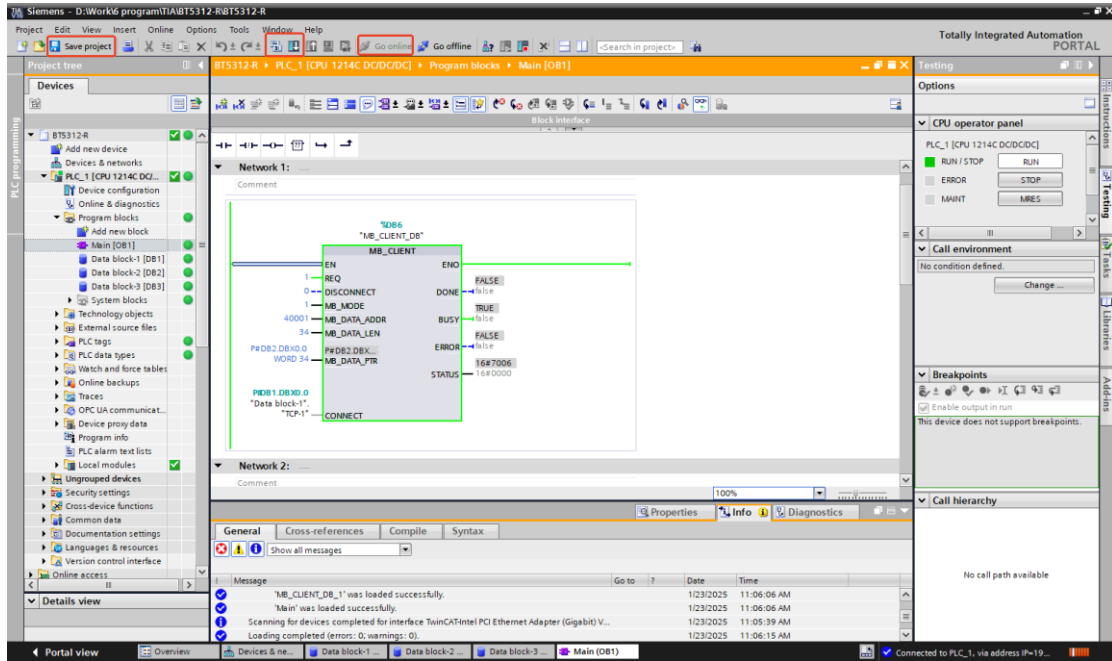 Siemens - D:\Work\6 program\TIA\BT5312-R\BT5312-R
Project Edit View Insert Online Options Tools Window Help
Totally Integrated Automation
PORTAL
Save project
Go online
Go offline
<Search in project>
Project tree
BT5312-R ▸ PLC_1 [CPU 1214C DC/DC/DC] ▸ Program blocks ▸ Main [OB1]
Testing
Devices
Options
PLC programming
Block interface
BT5312-R
Add new device
Devices & networks
PLC_1 [CPU 1214C DC/...
Device configuration
Online & diagnostics
Program blocks
Add new block
Main [OB1]
Data block-1 [DB1]
Data block-2 [DB2]
Data block-3 [DB3]
System blocks
Technology objects
External source files
PLC tags
PLC data types
Watch and force tables
Online backups
Traces
OPC UA communicat...
Device proxy data
Program info
PLC alarm text lists
Local modules
Ungrouped devices
Security settings
Cross-device functions
Common data
Documentation settings
Languages & resources
Version control interface
Online access
Details view
Network 1:
Comment
%DB6
"MB_CLIENT_DB"
MB_CLIENT
EN ENO
1 REQ FALSE
0 DISCONNECT DONE false
1 MB_MODE TRUE
40001 MB_DATA_ADDR BUSY false
34 MB_DATA_LEN FALSE
P#DB2.DBX0.0 P#DB2.DBX... ERROR false
WORD 34 MB_DATA_PTR 16#7006
STATUS 16#0000
P#DB1.DBX0.0
"Data block-1".
"TCP-1" CONNECT
Network 2:
Comment
100%
Properties Info Diagnostics
General Cross-references Compile Syntax
Show all messages
! Message Go to ? Date Time
'MB_CLIENT_DB_1' was loaded successfully. 1/23/2025 11:06:06 AM
'Main' was loaded successfully. 1/23/2025 11:06:06 AM
Scanning for devices completed for interface TwinCAT-Intel PCI Ethernet Adapter (Gigabit) V... 1/23/2025 11:05:39 AM
Loading completed (errors: 0; warnings: 0). 1/23/2025 11:06:15 AM
CPU operator panel
PLC_1 [CPU 1214C DC/DC/DC]
RUN / STOP RUN
ERROR STOP
MAINT MRES
Call environment
No condition defined.
Change ...
Breakpoints
Enable output in run
This device does not support breakpoints.
Call hierarchy
No call path available
Instructions
Testing
Tasks
Libraries
Add-ins
Portal view Overview Devices & ne... Data block-1 ... Data block-2 ... Data block-3 ... Main (OB1) Connected to PLC_1, via address IP=19...